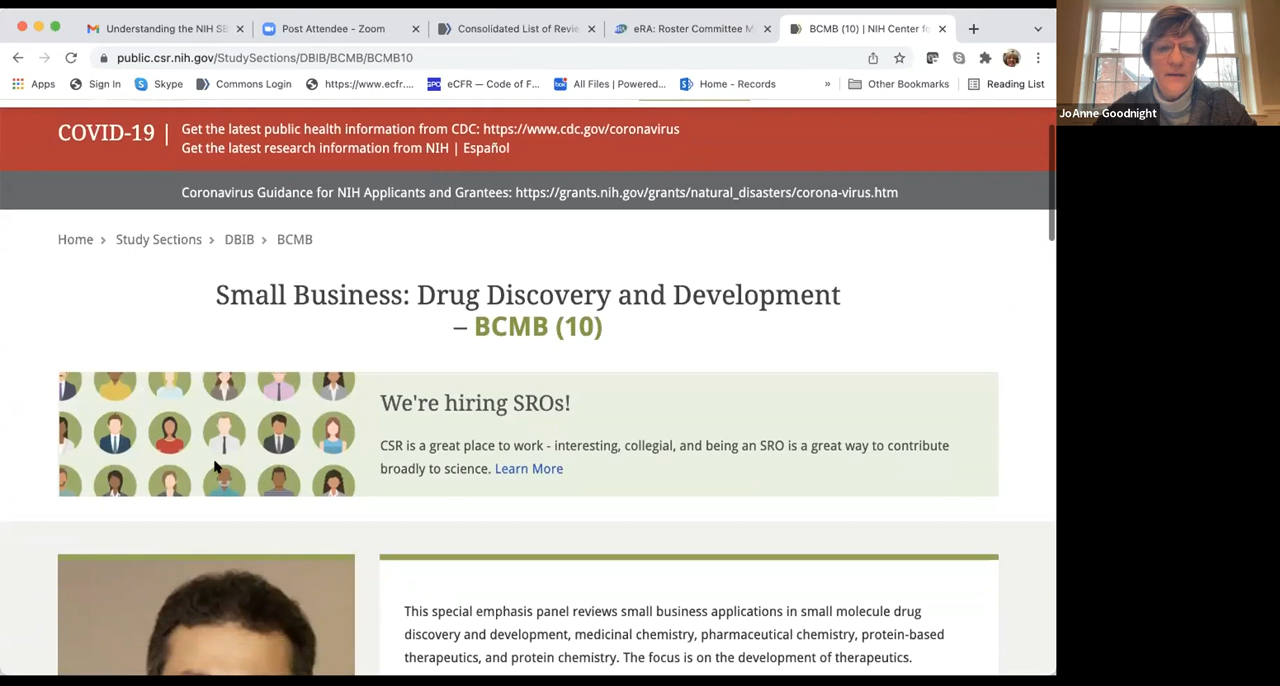 Understanding the NIH SB
Post Attendee - Zoom
Consolidated List of Revie
eRA: Roster Committee M
BCMB (10) | NIH Center fo
public.csr.nih.gov/StudySections/DBIB/BCMB/BCMB10
Apps
Sign In
Skype
Commons Login
https://www.ecfr....
GPO
eCFR — Code of F...
box
All Files | Powered...
Home - Records
»
Other Bookmarks
Reading List
JoAnne Goodnight
COVID-19 |
Get the latest public health information from CDC: https://www.cdc.gov/coronavirus
Get the latest research information from NIH | Español
Coronavirus Guidance for NIH Applicants and Grantees: https://grants.nih.gov/grants/natural_disasters/corona-virus.htm
Home > Study Sections > DBIB > BCMB
Small Business: Drug Discovery and Development
– BCMB (10)
We're hiring SROs!
CSR is a great place to work - interesting, collegial, and being an SRO is a great way to contribute
broadly to science. Learn More
This special emphasis panel reviews small business applications in small molecule drug
discovery and development, medicinal chemistry, pharmaceutical chemistry, protein-based
therapeutics, and protein chemistry. The focus is on the development of therapeutics.